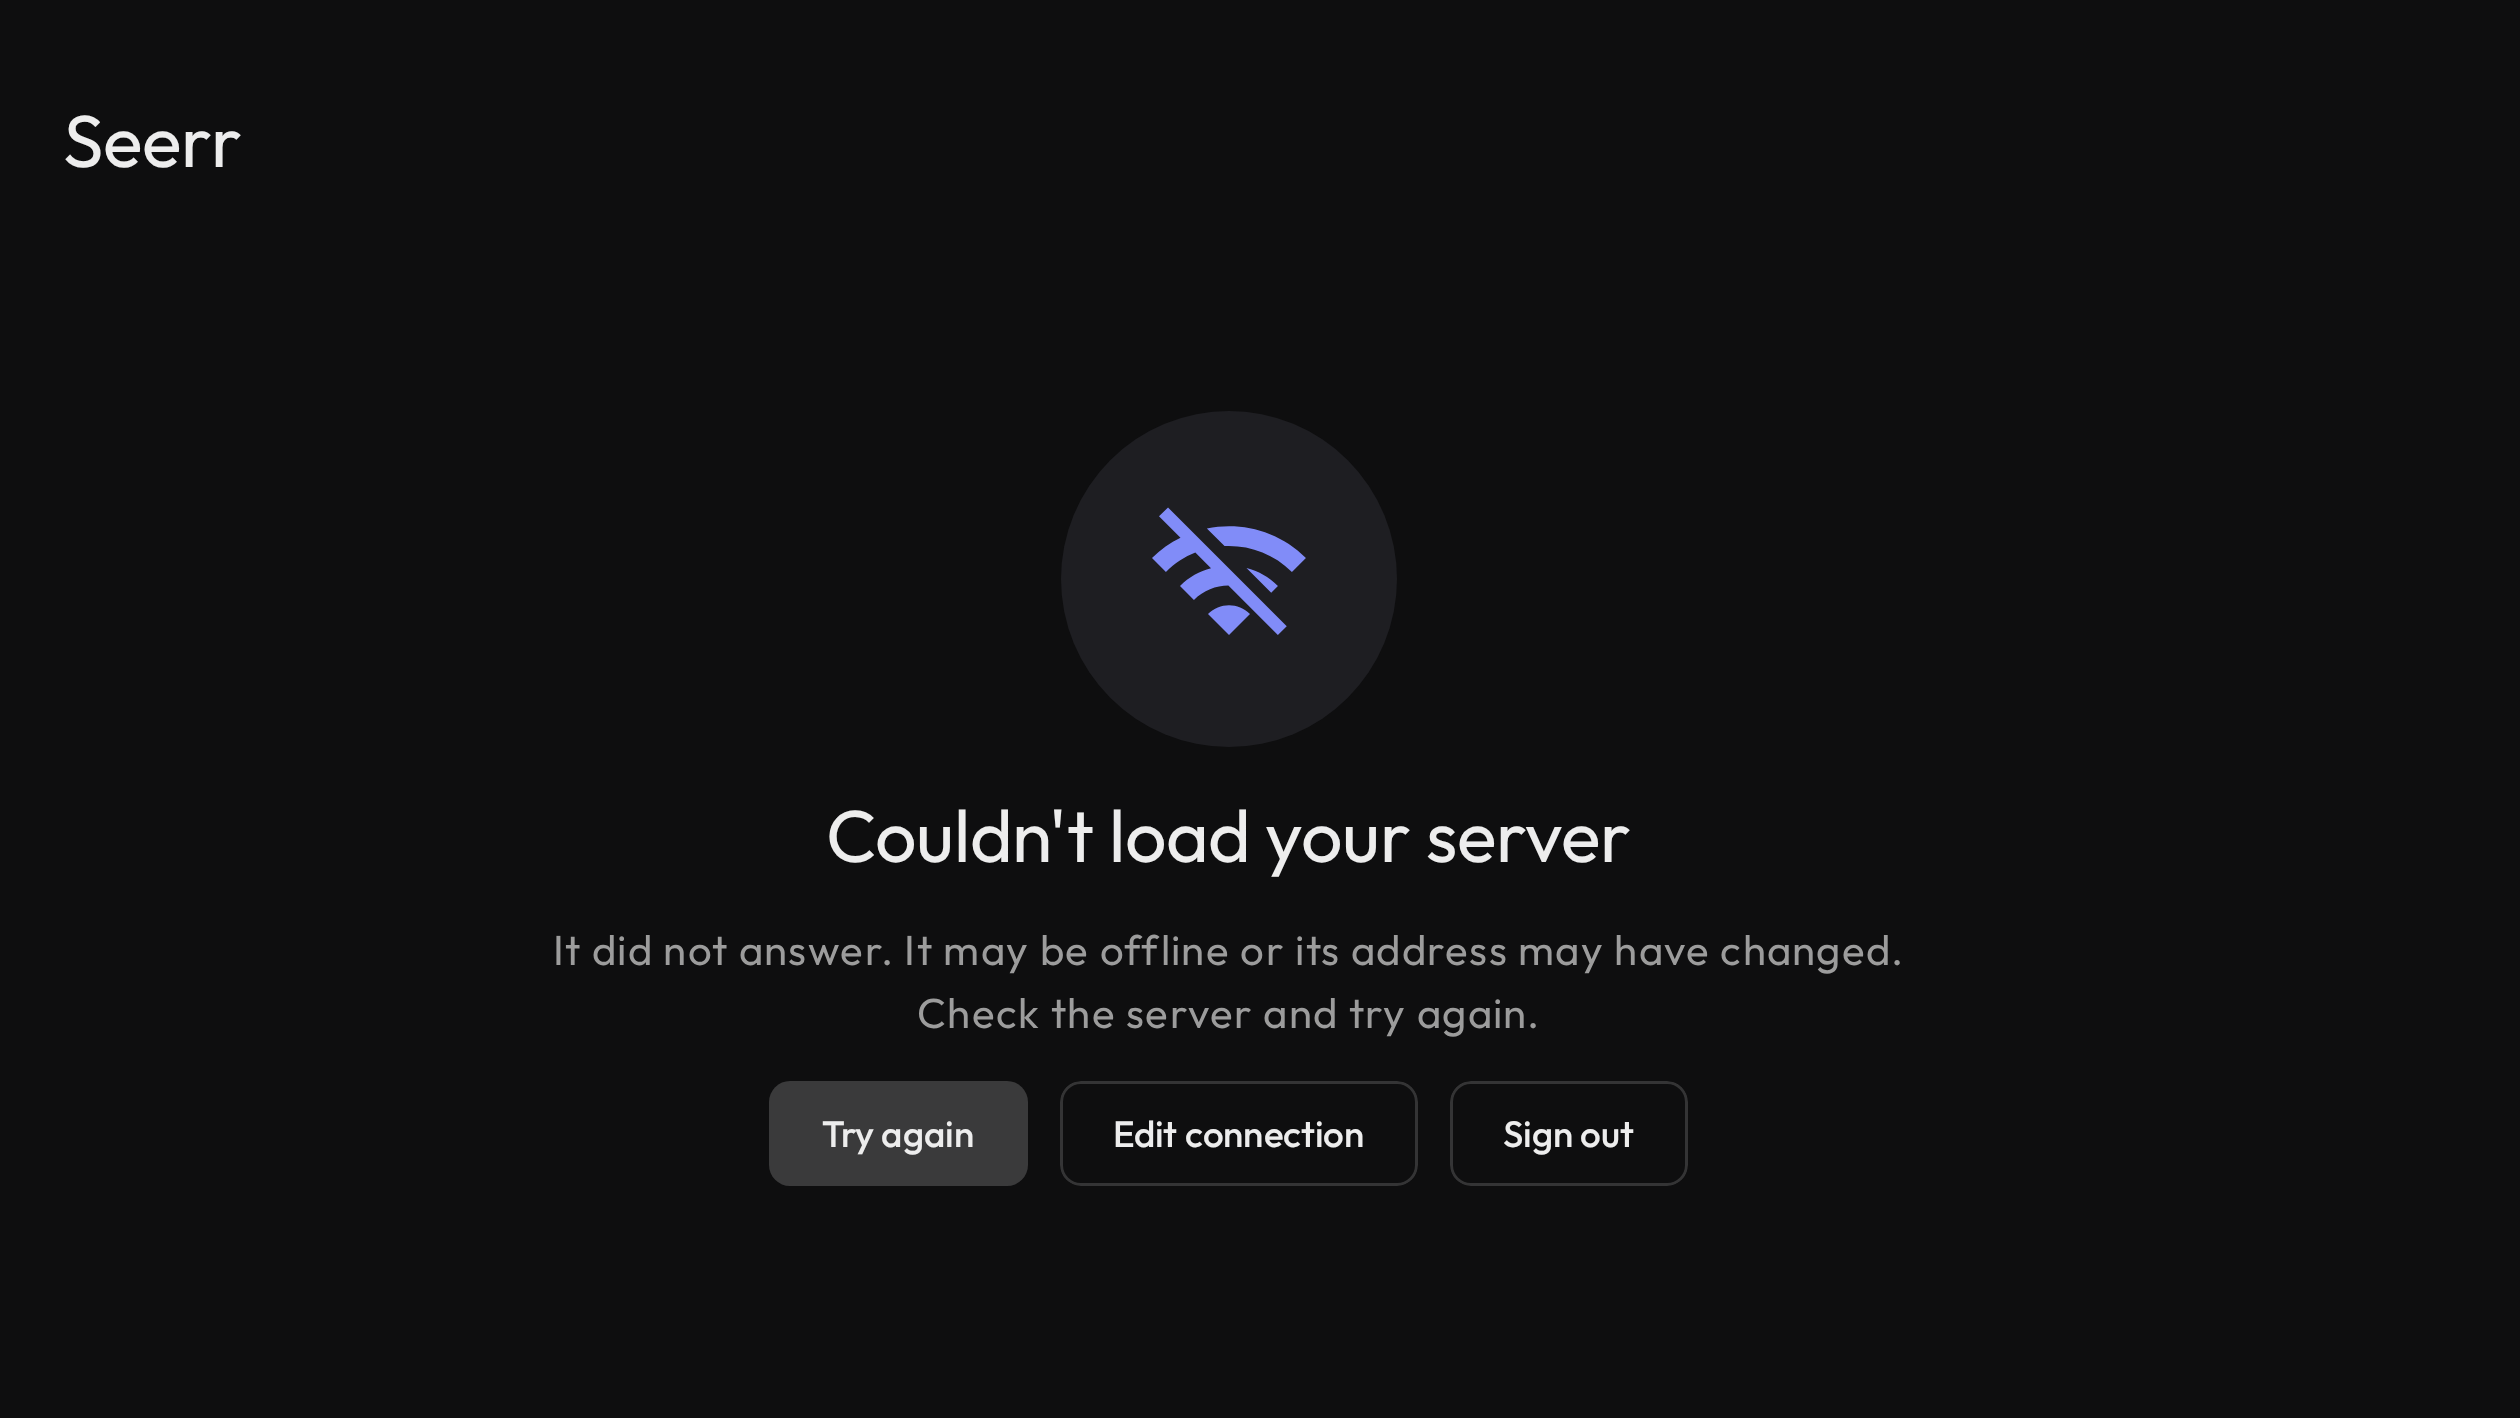 Seerr
Couldn't load your server
It did not answer. It may be offline or its address may have changed.
Check the server and try again.
Try again
Edit connection
Sign out